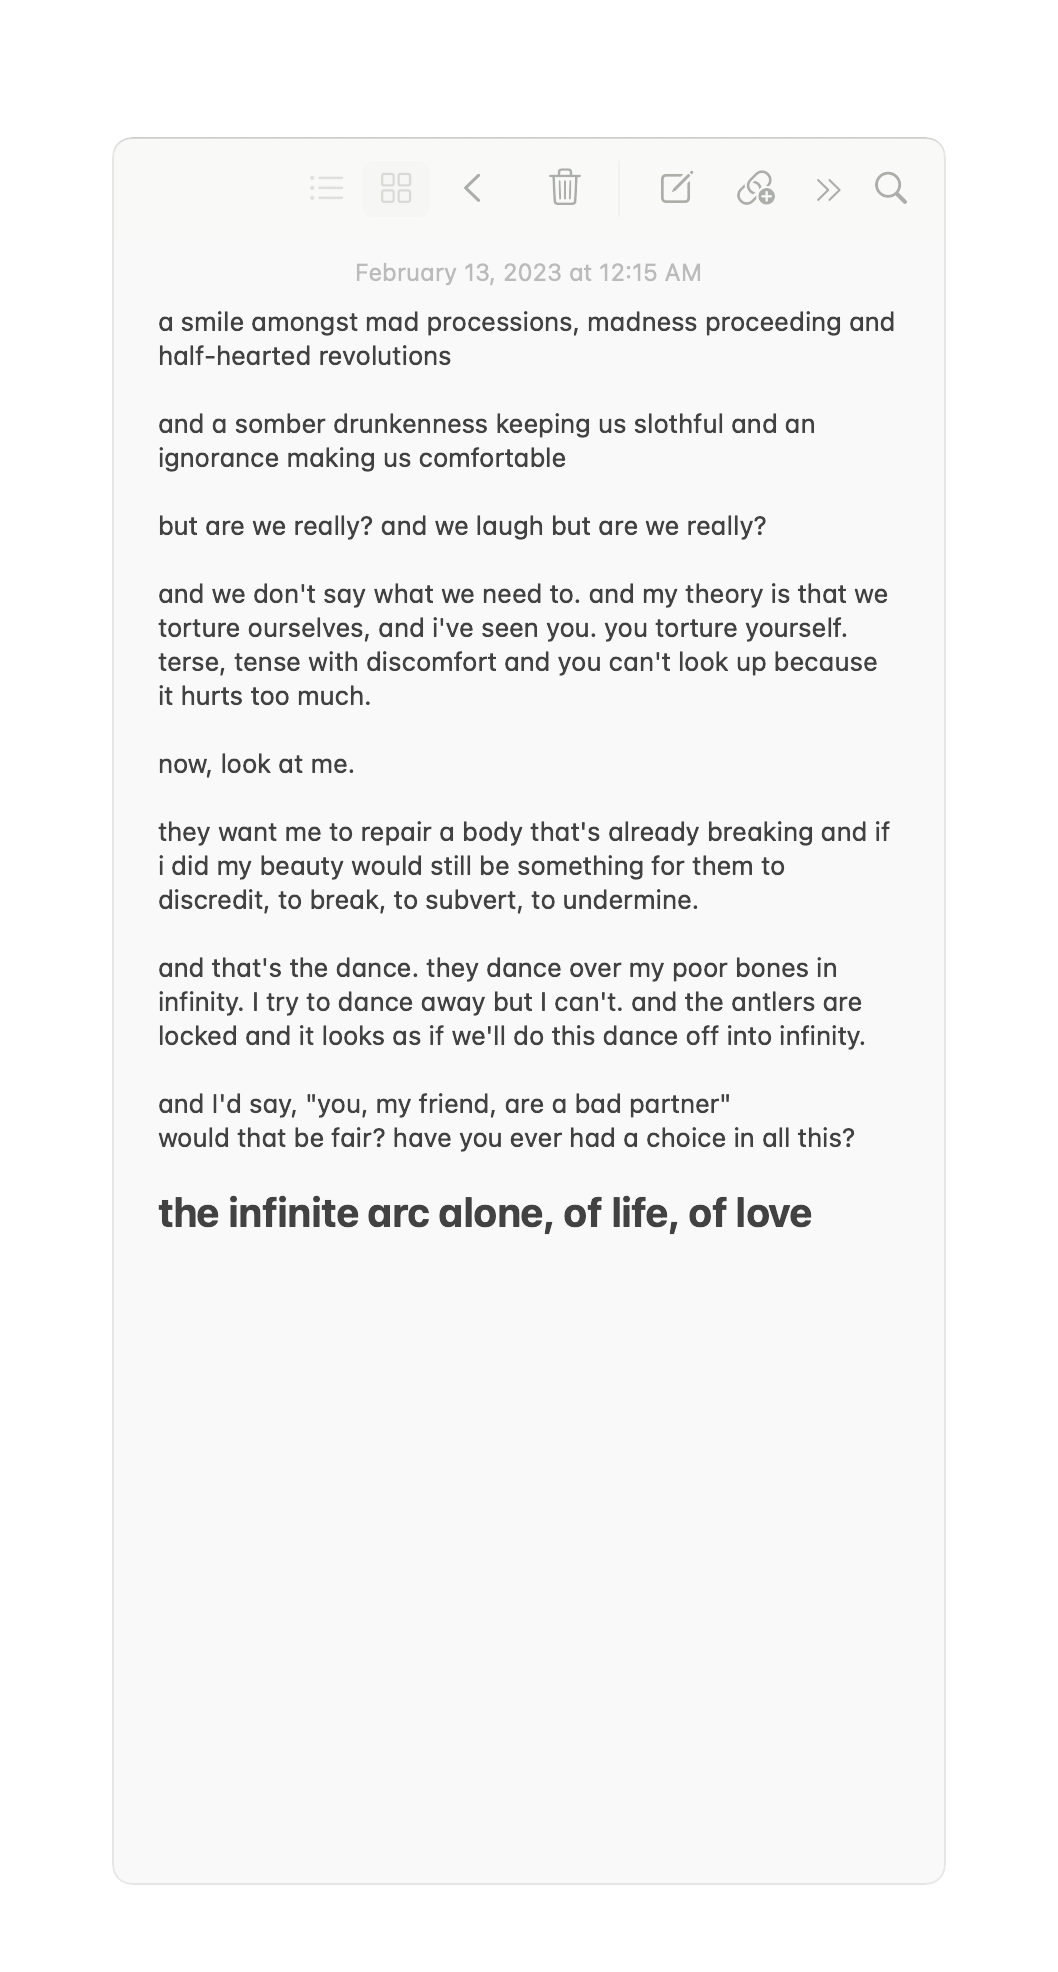 February 13, 2023 at 12:15 AM
a smile amongst mad processions, madness proceeding and
half-hearted revolutions
and a somber drunkenness keeping us slothful and an
ignorance making us comfortable
but are we really? and we laugh but are we really?
and we don't say what we need to. and my theory is that we
torture ourselves, and i've seen you. you torture yourself.
terse, tense with discomfort and you can't look up because
it hurts too much.
now, look at me.
they want me to repair a body that's already breaking and if
i did my beauty would still be something for them to
discredit, to break, to subvert, to undermine.
and that's the dance. they dance over my poor bones in
infinity. I try to dance away but I can't. and the antlers are
locked and it looks as if we'll do this dance off into infinity.
and I'd say, "you, my friend, are a bad partner"
would that be fair? have you ever had a choice in all this?
the infinite arc alone, of life, of love